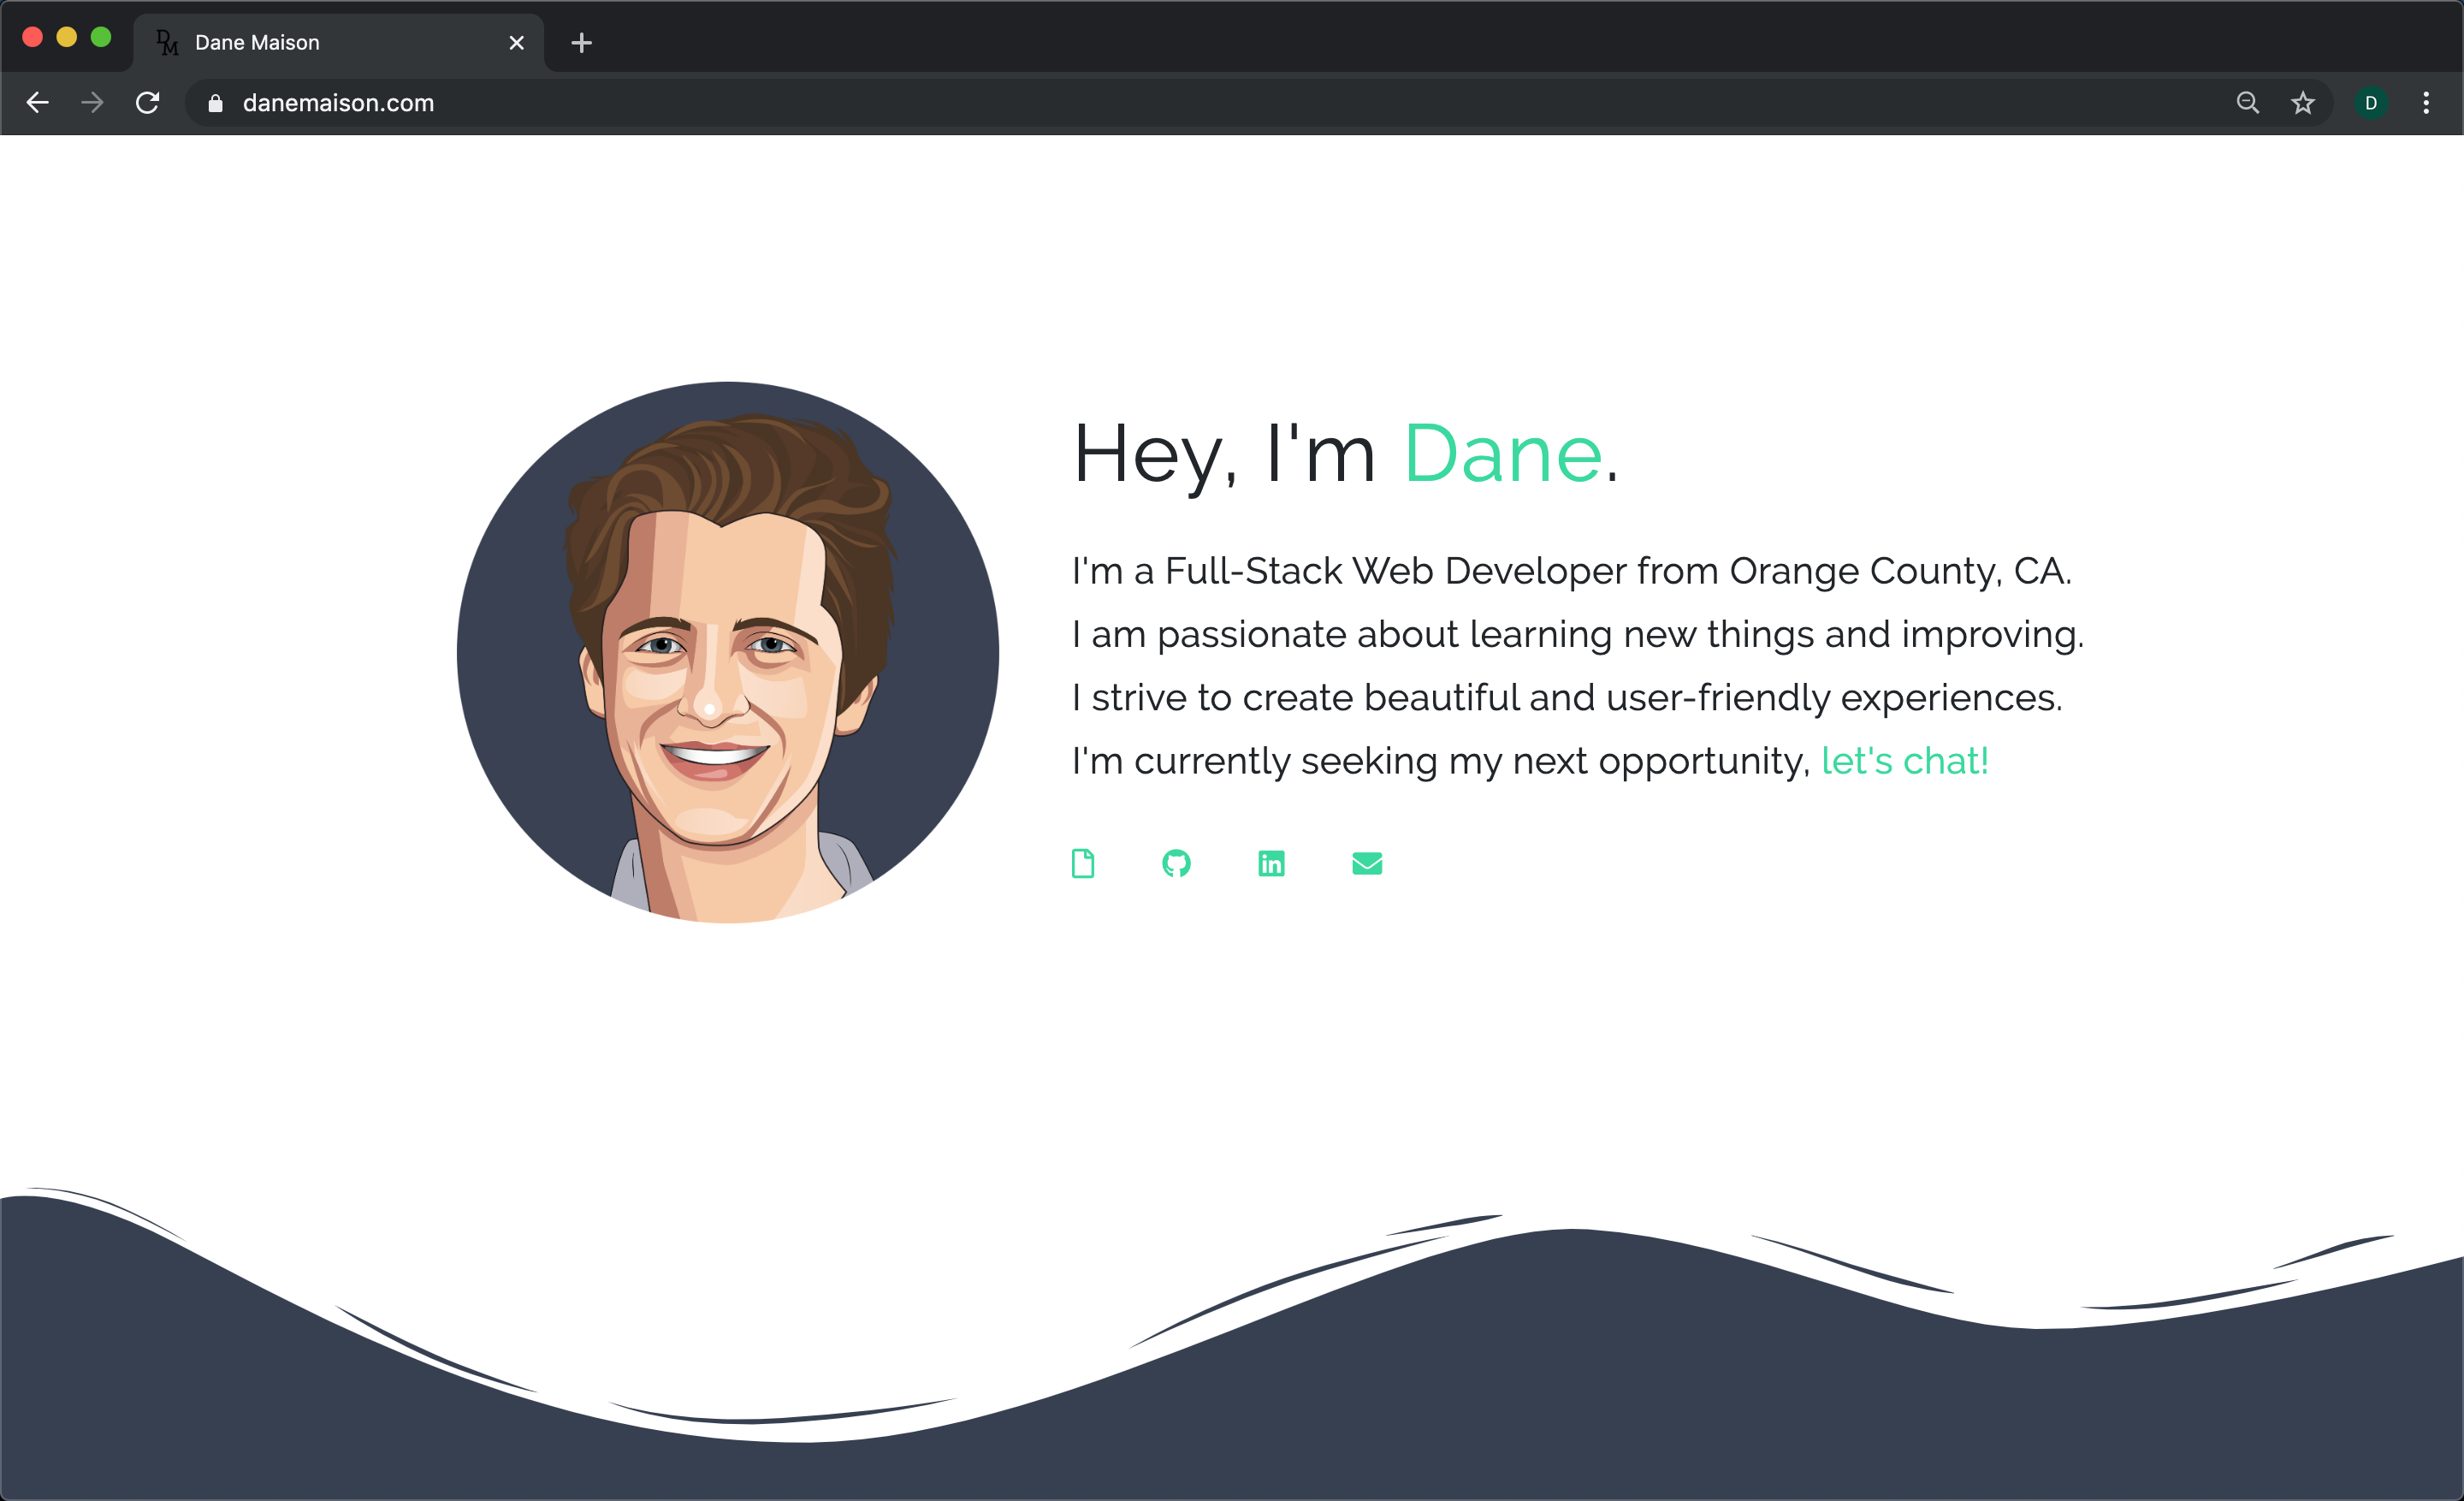 DM Dane Maison
danemaison.com
D
Hey, I'm Dane.
I'm a Full-Stack Web Developer from Orange County, CA.
I am passionate about learning new things and improving.
I strive to create beautiful and user-friendly experiences.
I'm currently seeking my next opportunity, let's chat!
in